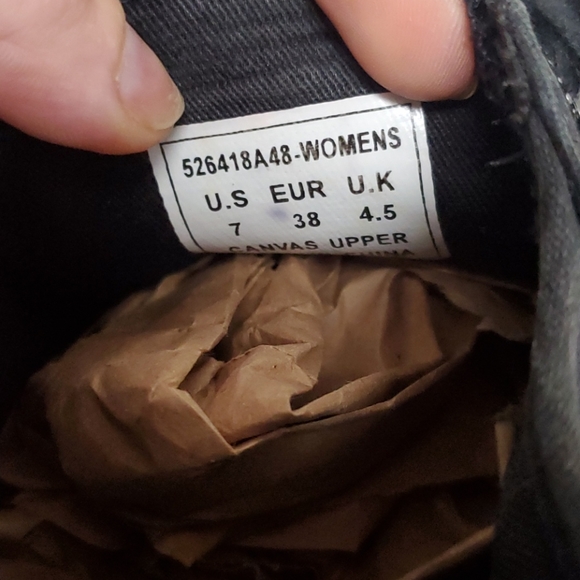 526418A48-WOMENS
U.S EUR U.K
7 38 4.5
CANVAS UPPER